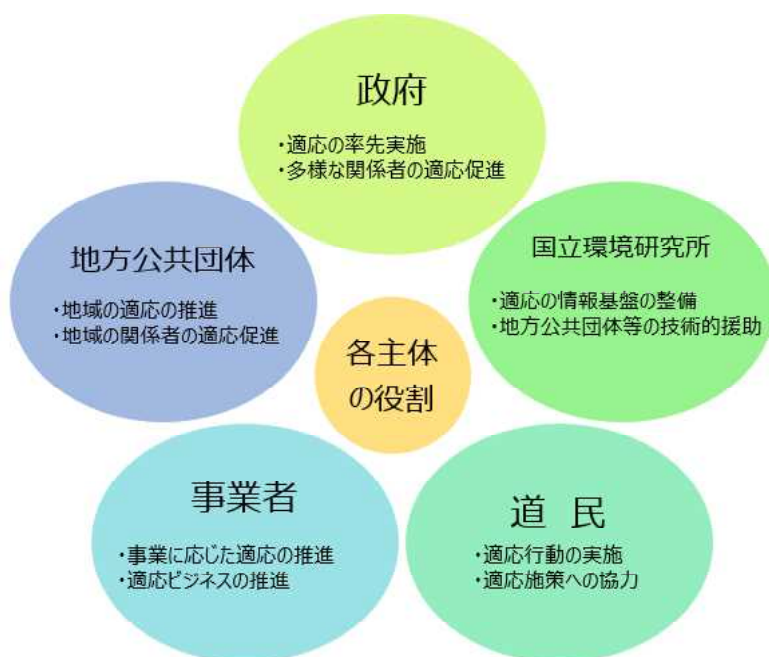 政府
・適応の率先実施
・多様な関係者の適応促進
地方公共団体
・地域の適応の推進
・地域の関係者の適応促進
国立環境研究所
・適応の情報基盤の整備
・地方公共団体等の技術的援助
各主体
の役割
事業者
・事業に応じた適応の推進
・適応ビジネスの推進
道 民
・適応行動の実施
・適応施策への協力